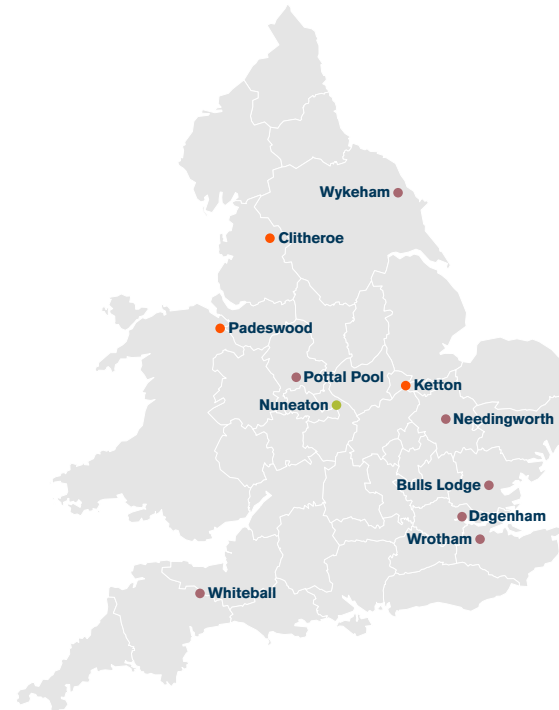 Wykeham
Clitheroe
Padeswood
Pottal Pool
Ketton
Nuneaton
Needingworth
Bulls Lodge
Dagenham
Wrotham
Whiteball